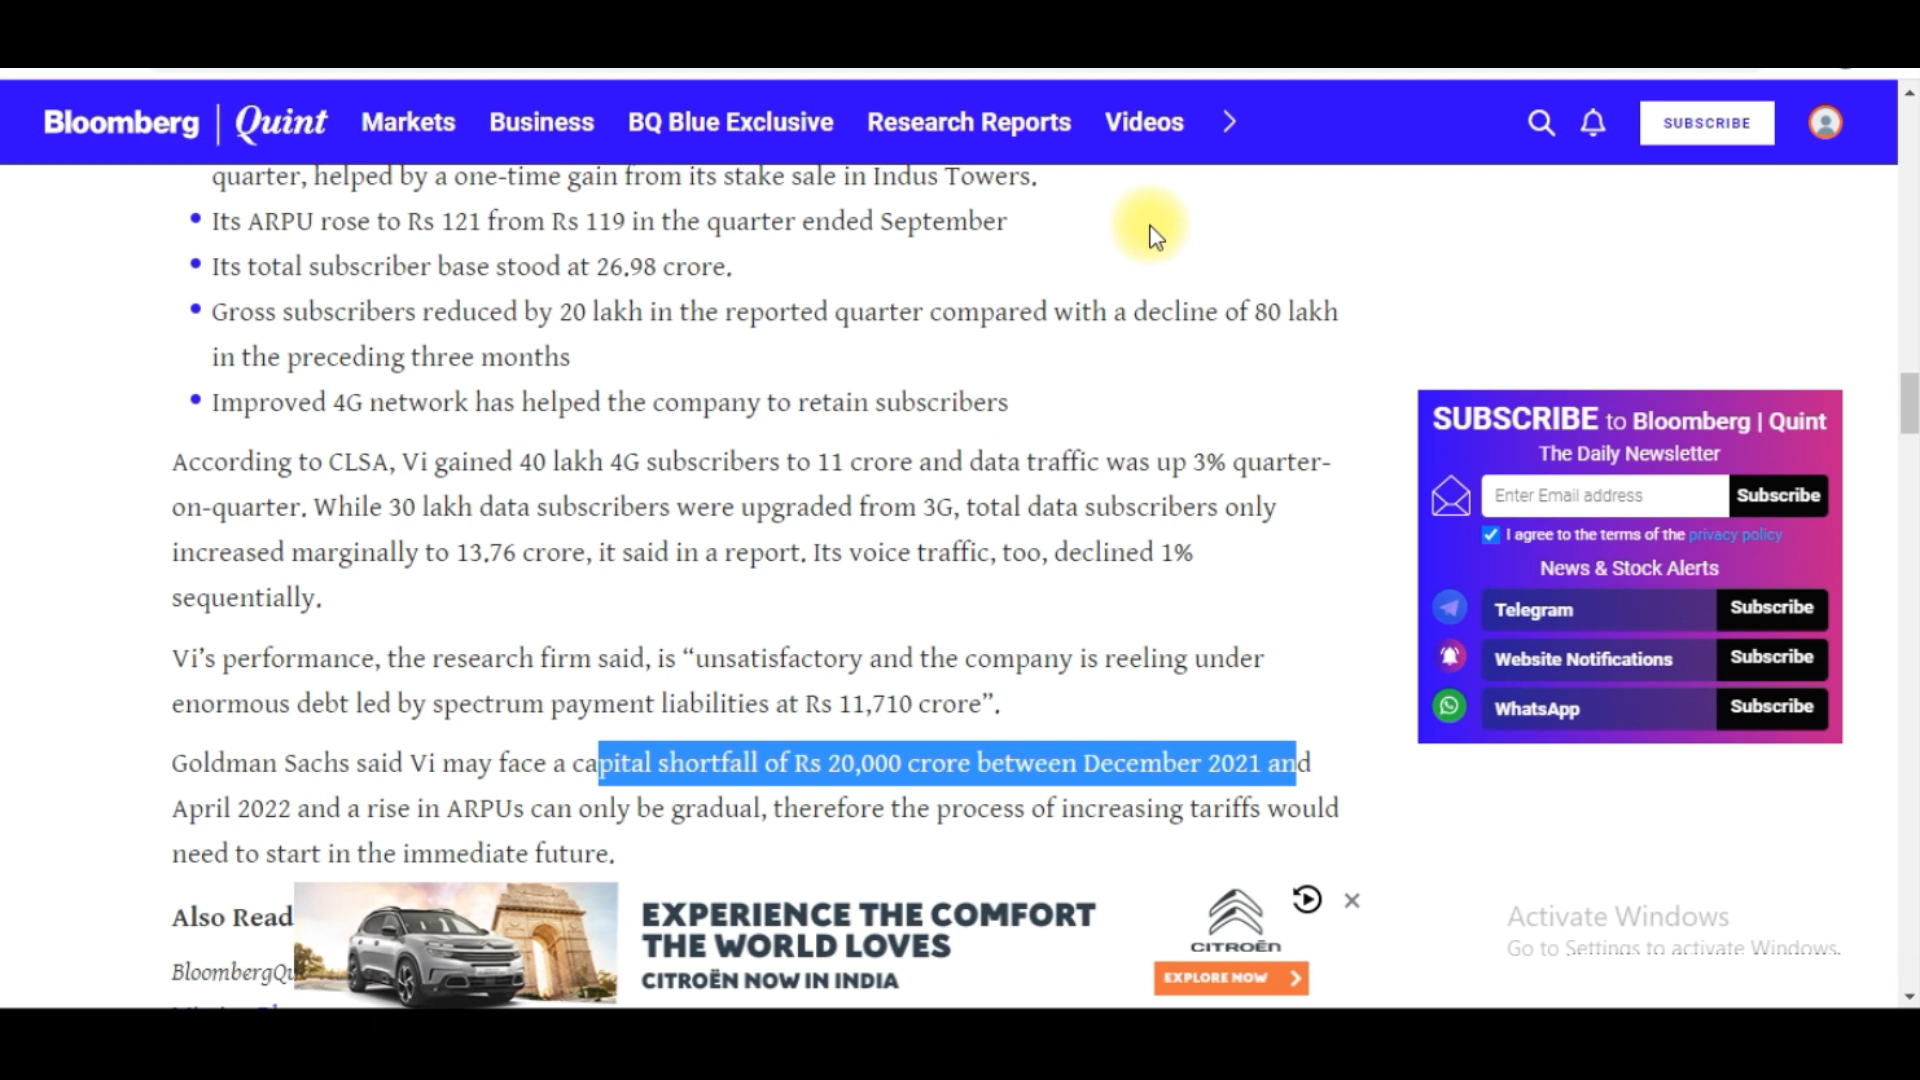 Bloomberg | Quint Markets Business BQ Blue Exclusive Research Reports Videos SUBSCRIBE
quarter, helped by a one-time gain from its stake sale in Indus Towers.
Its ARPU rose to Rs 121 from Rs 119 in the quarter ended September
Its total subscriber base stood at 26.98 crore.
Gross subscribers reduced by 20 lakh in the reported quarter compared with a decline of 80 lakh
in the preceding three months
Improved 4G network has helped the company to retain subscribers
According to CLSA, Vi gained 40 lakh 4G subscribers to 11 crore and data traffic was up 3% quarter-
on-quarter. While 30 lakh data subscribers were upgraded from 3G, total data subscribers only
increased marginally to 13.76 crore, it said in a report. Its voice traffic, too, declined 1%
sequentially.
Vi’s performance, the research firm said, is “unsatisfactory and the company is reeling under
enormous debt led by spectrum payment liabilities at Rs 11,710 crore”.
Goldman Sachs said Vi may face a capital shortfall of Rs 20,000 crore between December 2021 and
April 2022 and a rise in ARPUs can only be gradual, therefore the process of increasing tariffs would
need to start in the immediate future.
Also Read
BloombergQu
SUBSCRIBE to Bloomberg | Quint
The Daily Newsletter
Enter Email address Subscribe
I agree to the terms of the privacy policy
News & Stock Alerts
Telegram Subscribe
Website Notifications Subscribe
WhatsApp Subscribe
EXPERIENCE THE COMFORT
THE WORLD LOVES
CITROËN NOW IN INDIA
CITROËN
EXPLORE NOW
Activate Windows
Go to Settings to activate Windows.